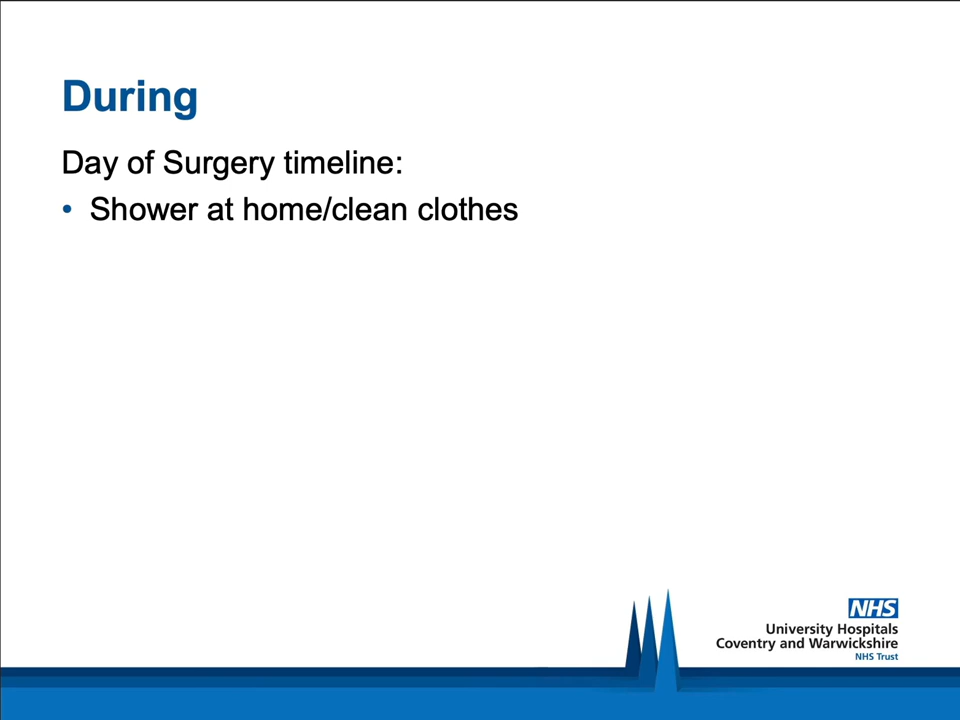 During
Day of Surgery timeline:
• Shower at home/clean clothes
NHS
University Hospitals
Coventry and Warwickshire
NHS Trust